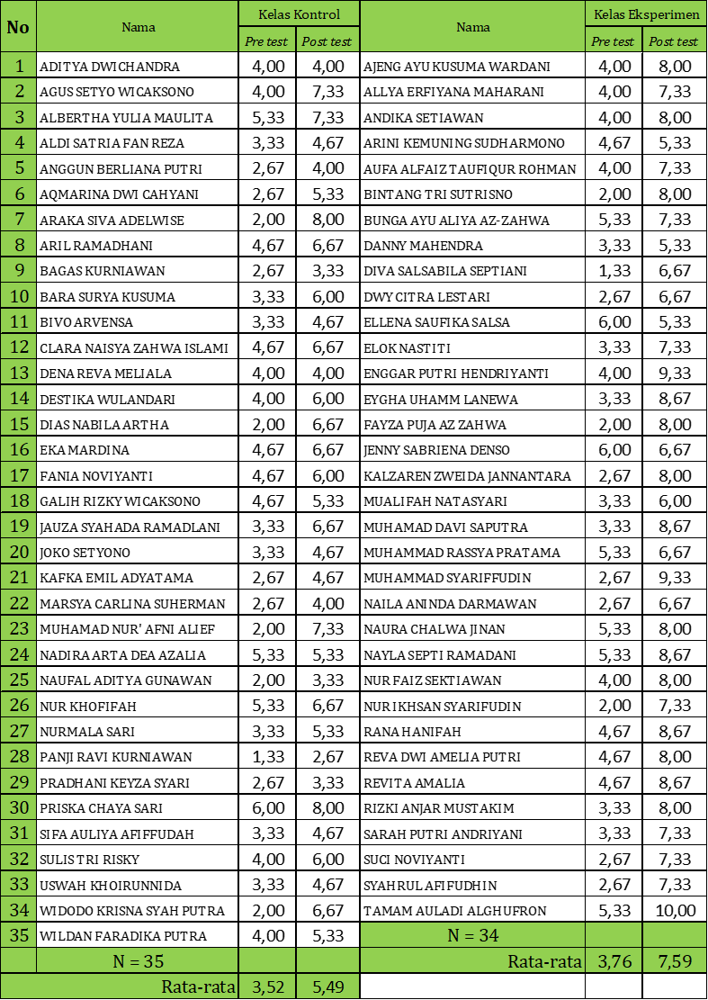 No Nama Kelas Kontrol Nama Kelas Eksperimen
Pre test Post test Pre test Post test
1 ADITYA DWICHANDRA 4,00 4,00 AJENG AYU KUSUMA WARDANI 4,00 8,00
2 AGUS SETYO WICAKSONO 4,00 7,33 ALLYA ERFIYANA MAHARANI 4,00 7,33
3 ALBERTHA YULIA MAULITA 5,33 7,33 ANDIKA SETIAWAN 4,00 8,00
4 ALDI SATRIA FAN REZA 3,33 4,67 ARINI KEMUNING SUDHARMONO 4,67 5,33
5 ANGGUN BERLIANA PUTRI 2,67 4,00 AUFA ALFAIZ TAUFIQUR ROHMAN 4,00 7,33
6 AQMARINA DWI CAHYANI 2,67 5,33 BINTANG TRI SUTRISNO 2,00 8,00
7 ARAKA SIVA ADELWISE 2,00 8,00 BUNGA AYU ALIYA AZ-ZAHWA 5,33 7,33
8 ARIL RAMADHANI 4,67 6,67 DANNY MAHENDRA 3,33 5,33
9 BAGAS KURNIAWAN 2,67 3,33 DIVA SALSABILA SEPTIANI 1,33 6,67
10 BARA SURYA KUSUMA 3,33 6,00 DWY CITRA LESTARI 2,67 6,67
11 BIVO ARVENSA 3,33 4,67 ELLENA SAUFIKA SALSA 6,00 5,33
12 CLARA NAISYA ZAHWA ISLAMI 4,67 6,67 ELOK NASTITI 3,33 7,33
13 DENA REVA MELIALA 4,00 4,00 ENGGAR PUTRI HENDRIYANTI 4,00 9,33
14 DESTIKA WULANDARI 4,00 6,00 EYGHA UHAMM LANEWA 3,33 8,67
15 DIAS NABILA ARTHA 2,00 6,67 FAYZA PUJA AZ ZAHWA 2,00 8,00
16 EKA MARDINA 4,67 6,67 JENNY SABRIENA DENSO 6,00 6,67
17 FANIA NOVIYANTI 4,67 6,00 KALZAREN ZWEIDA JANNANTARA 2,67 8,00
18 GALIH RIZKY WICAKSONO 4,67 5,33 MUALIFAH NATASYARI 3,33 6,00
19 JAUZA SYAHADA RAMADLANI 3,33 6,67 MUHAMAD DAVI SAPUTRA 3,33 8,67
20 JOKO SETYONO 3,33 4,67 MUHAMMAD RASSYA PRATAMA 5,33 6,67
21 KAFKA EMIL ADYATAMA 2,67 4,67 MUHAMMAD SYARIFFUDIN 2,67 9,33
22 MARSYA CARLINA SUHERMAN 2,67 4,00 NAILA ANINDA DARMAWAN 2,67 6,67
23 MUHAMAD NUR' AFNI ALIEF 2,00 7,33 NAURA CHALWA JINAN 5,33 8,00
24 NADIRA ARTA DEA AZALIA 5,33 5,33 NAYLA SEPTI RAMADANI 5,33 8,67
25 NAUFAL ADITYA GUNAWAN 2,00 3,33 NUR FAIZ SEKTIAWAN 4,00 8,00
26 NUR KHOFIFAH 5,33 6,67 NUR IKHSAN SYARIFUDIN 2,00 7,33
27 NURMALA SARI 3,33 5,33 RANA HANIFAH 4,67 8,67
28 PANJI RAVI KURNIAWAN 1,33 2,67 REVA DWI AMELIA PUTRI 4,67 8,00
29 PRADHANI KEYZA SYARI 2,67 3,33 REVITA AMALIA 4,67 8,67
30 PRISKA CHAYA SARI 6,00 8,00 RIZKI ANJAR MUSTAKIM 3,33 8,00
31 SIFA AULIYA AFIFFUDAH 3,33 4,67 SARAH PUTRI ANDRIYANI 3,33 7,33
32 SULIS TRI RISKY 4,00 6,00 SUCI NOVIYANTI 2,67 7,33
33 USWAH KHOIRUNNIDA 3,33 4,67 SYAHRUL AFIFUDHIN 2,67 7,33
34 WIDODO KRISNA SYAH PUTRA 2,00 6,67 TAMAM AULADI ALGHUFRON 5,33 10,00
35 WILDAN FARADIKA PUTRA 4,00 5,33 N = 34
N = 35 Rata-rata 3,76 7,59
Rata-rata 3,52 5,49